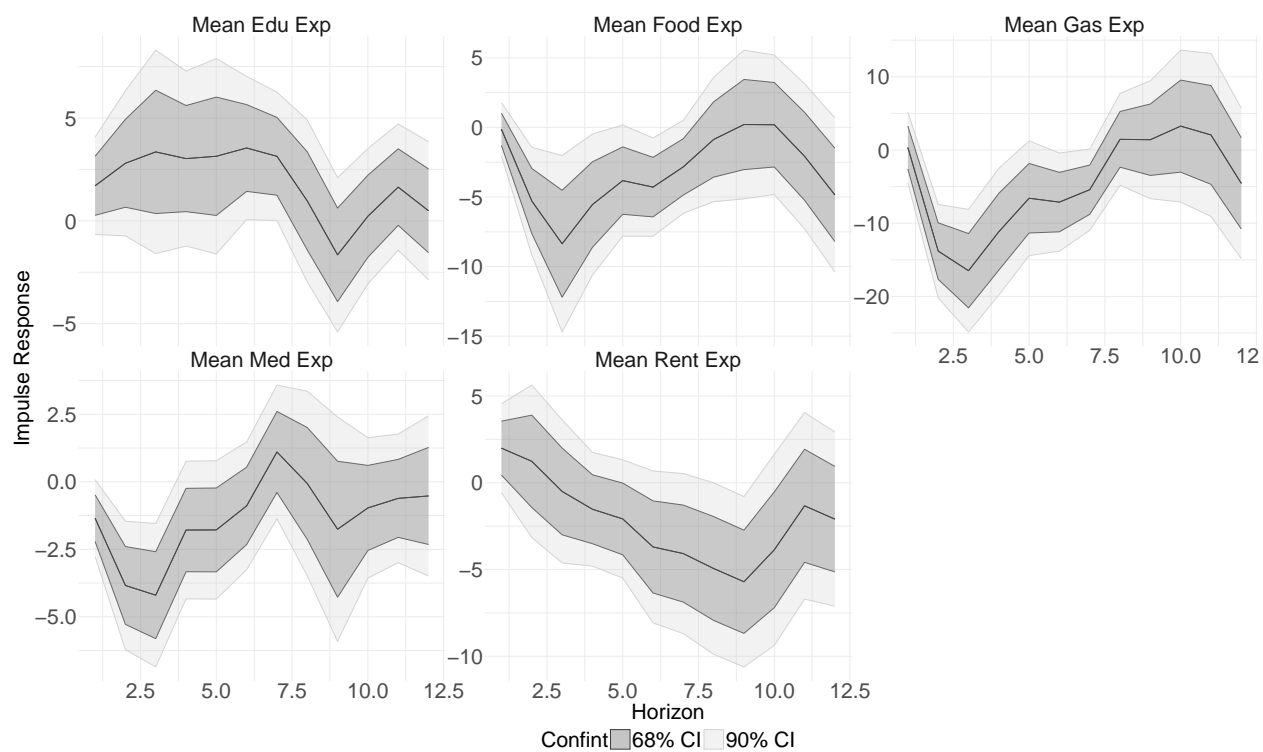 Mean Edu Exp
Mean Food Exp
Mean Gas Exp
5
0
−5
5
0
−5
−10
−15
10
0
−10
−20
2.5 5.0 7.5 10.0 12
Impulse Response
Mean Med Exp
Mean Rent Exp
2.5
0.0
−2.5
−5.0
5
0
−5
−10
2.5 5.0 7.5 10.0 12.5
2.5 5.0 7.5 10.0 12.5
Horizon
Confint 68% CI 90% CI